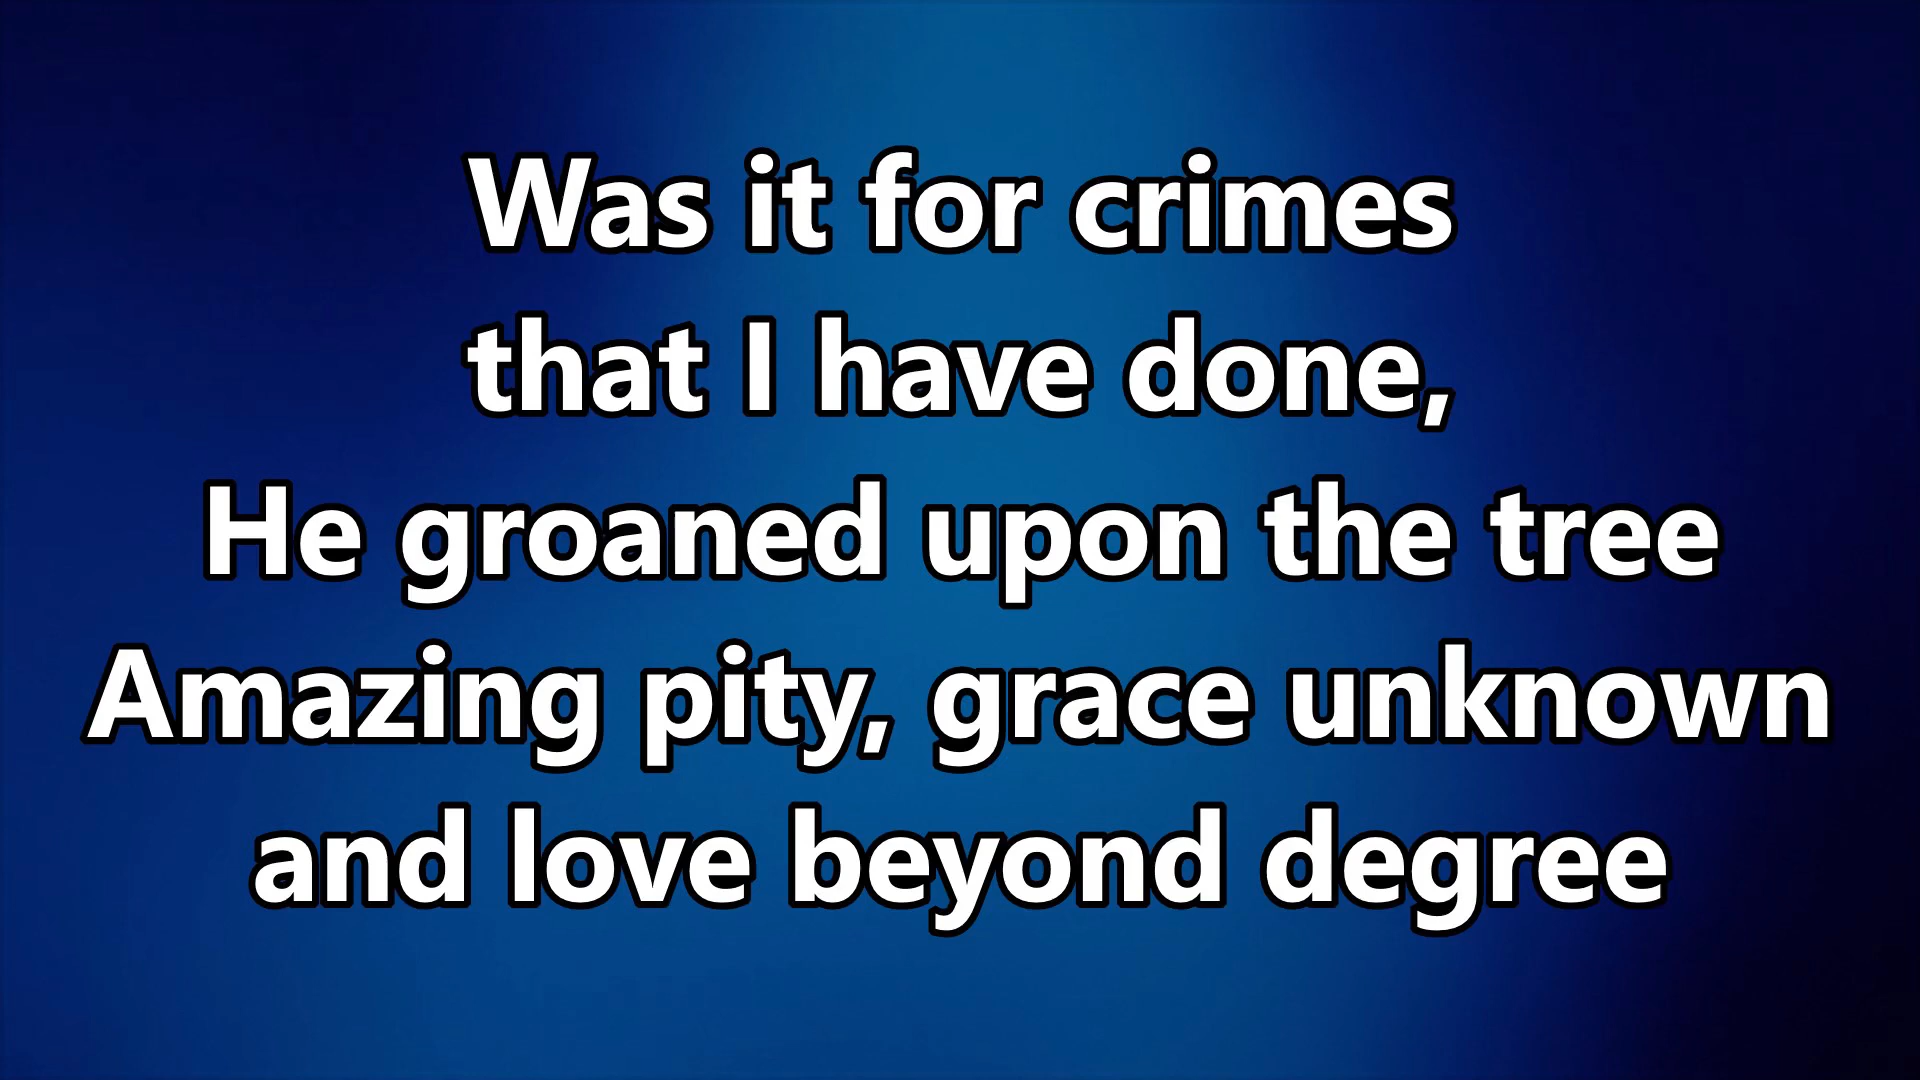 Was it for crimes
that I have done,
He groaned upon the tree
Amazing pity, grace unknown
and love beyond degree